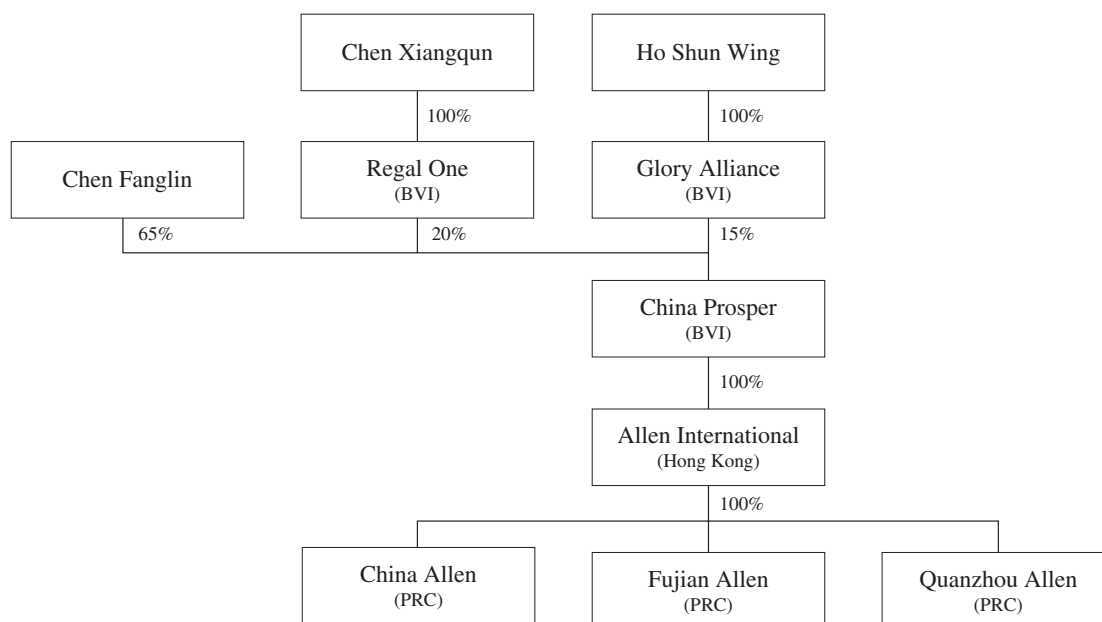 Chen Xiangqun
Ho Shun Wing
100%
100%
Chen Fanglin
Regal One
(BVI)
Glory Alliance
(BVI)
65%
20%
15%
China Prosper
(BVI)
100%
Allen International
(Hong Kong)
100%
China Allen
(PRC)
Fujian Allen
(PRC)
Quanzhou Allen
(PRC)